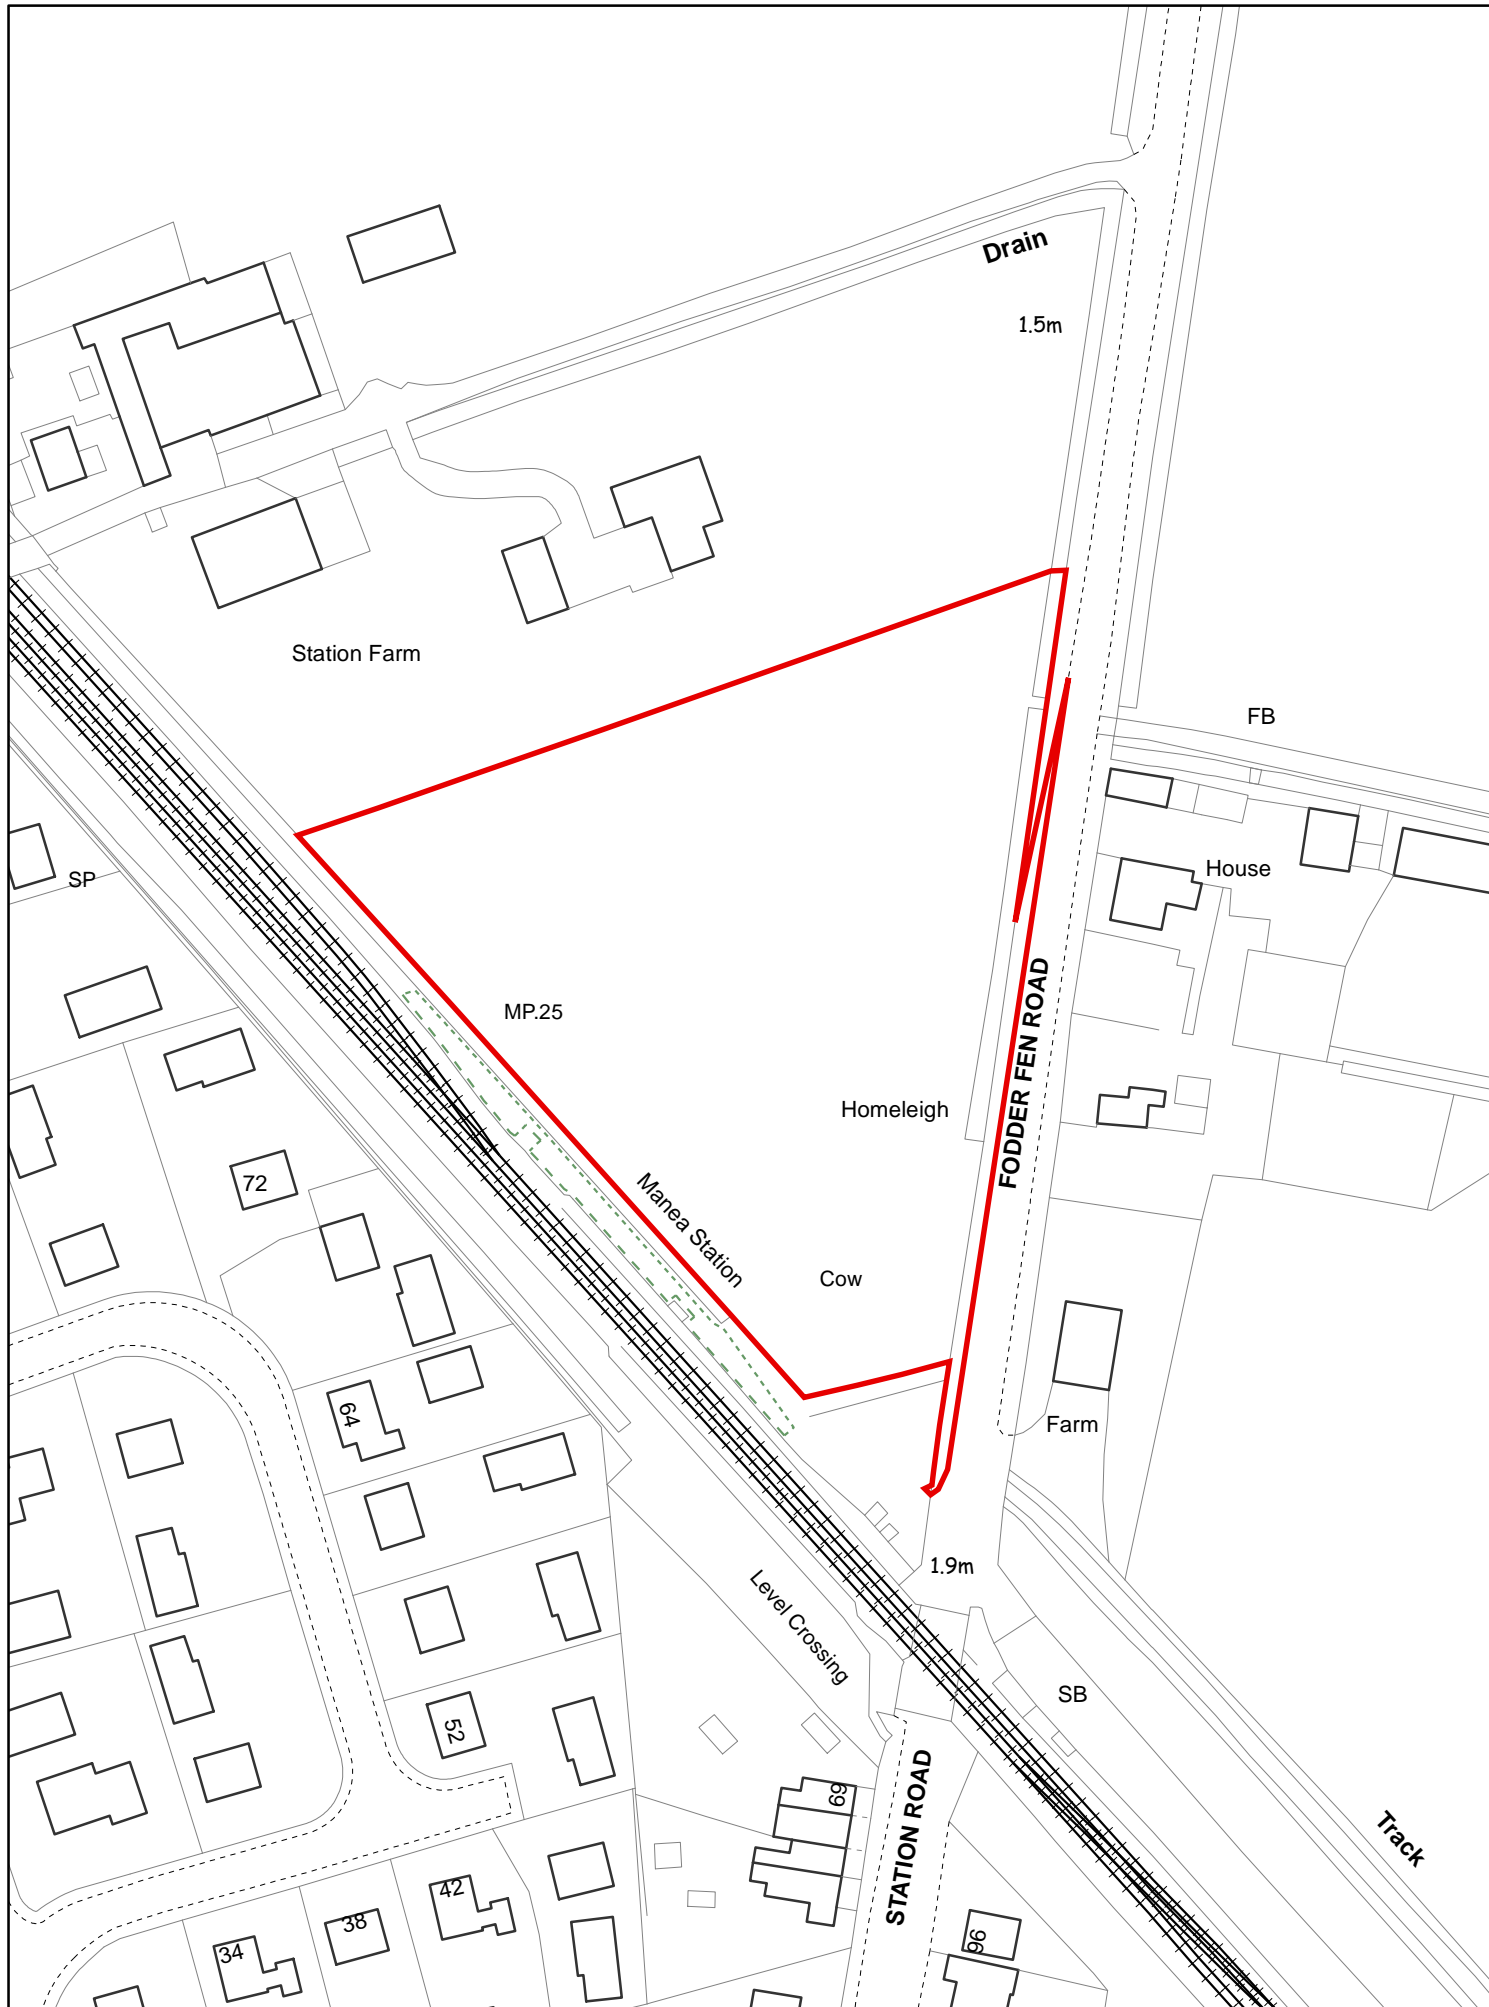 Drain
1.5m
Station Farm
FB
House
SP
MP.25
FODDER FEN ROAD
Homeleigh
72
Manea Station
Cow
64
Farm
1.9m
Level Crossing
SB
52
69
STATION ROAD
Track
42
38
34
96